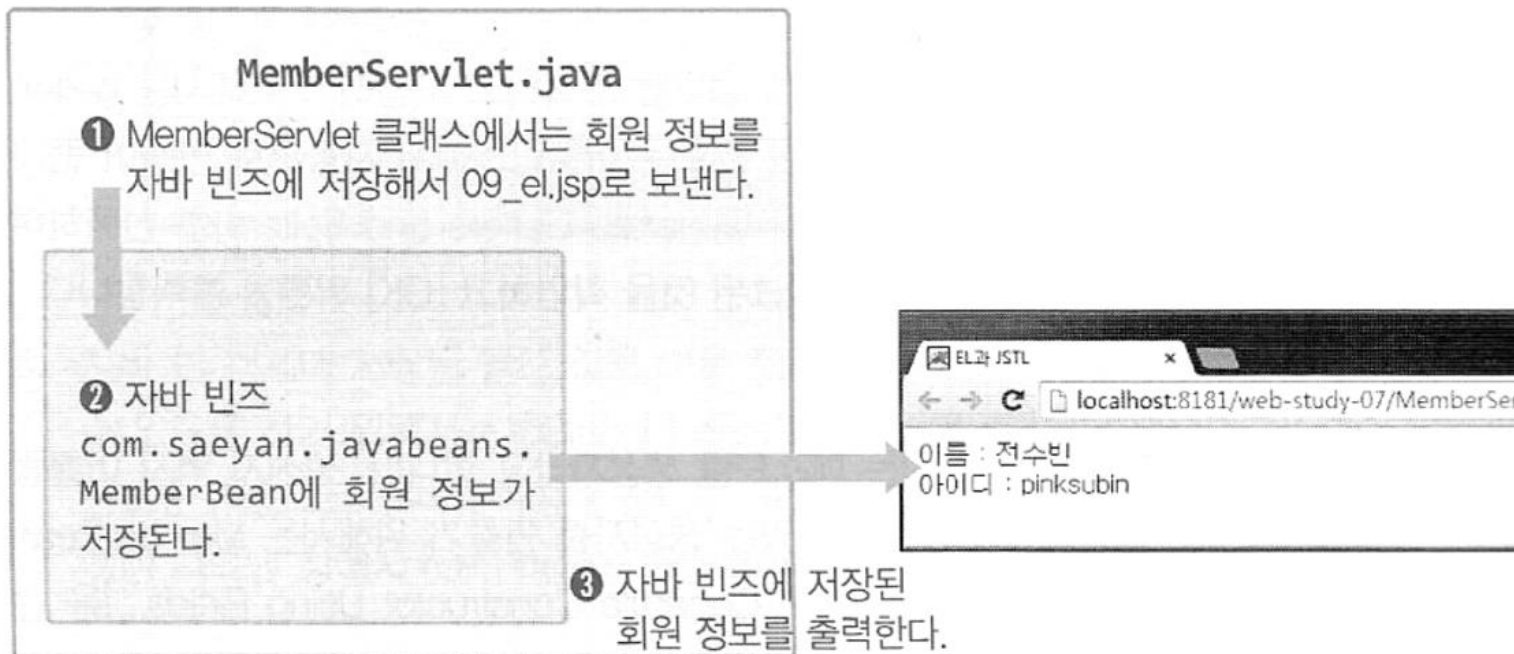 MemberServlet.java
❶ MemberServlet 클래스에서는 회원 정보를
자바 빈즈에 저장해서 09_el.jsp로 보낸다.
❷ 자바 빈즈
com.saeyan.javabeans.
MemberBean에 회원 정보가
저장된다.
❸ 자바 빈즈에 저장된
회원 정보를 출력한다.
EL과 JSTL
localhost:8181/web-study-07/MemberSer
이름 : 전수빈
아이디 : pinksubin